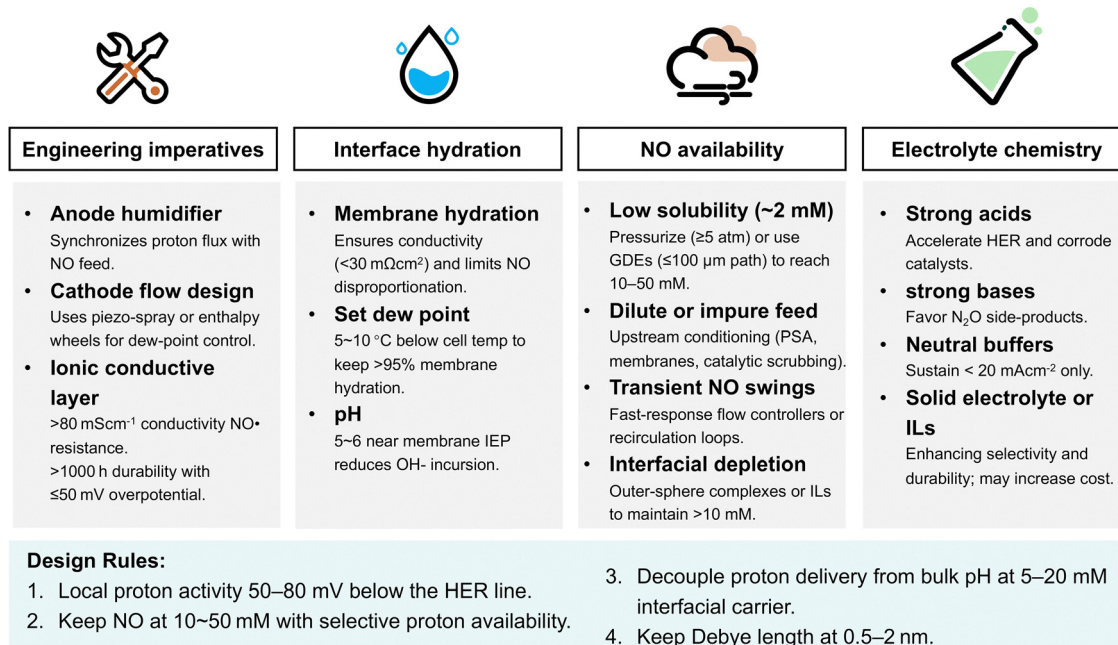 Engineering imperatives
• Anode humidifier
Synchronizes proton flux with
NO feed.
• Cathode flow design
Uses piezo-spray or enthalpy
wheels for dew-point control.
• Ionic conductive
layer
>80 mScm⁻¹ conductivity NO•
resistance.
>1000 h durability with
≤50 mV overpotential.
Interface hydration
• Membrane hydration
Ensures conductivity
(<30 mΩcm²) and limits NO
disproportionation.
• Set dew point
5~10 °C below cell temp to
keep >95% membrane
hydration.
• pH
5~6 near membrane IEP
reduces OH- incursion.
NO availability
• Low solubility (~2 mM)
Pressurize (≥5 atm) or use
GDEs (≤100 µm path) to reach
10–50 mM.
• Dilute or impure feed
Upstream conditioning (PSA,
membranes, catalytic scrubbing).
• Transient NO swings
Fast-response flow controllers or
recirculation loops.
• Interfacial depletion
Outer-sphere complexes or ILs
to maintain >10 mM.
Electrolyte chemistry
• Strong acids
Accelerate HER and corrode
catalysts.
• strong bases
Favor N₂O side-products.
• Neutral buffers
Sustain < 20 mAcm⁻² only.
• Solid electrolyte or
ILs
Enhancing selectivity and
durability; may increase cost.
Design Rules:
1. Local proton activity 50–80 mV below the HER line.
2. Keep NO at 10~50 mM with selective proton availability.
3. Decouple proton delivery from bulk pH at 5–20 mM
interfacial carrier.
4. Keep Debye length at 0.5–2 nm.